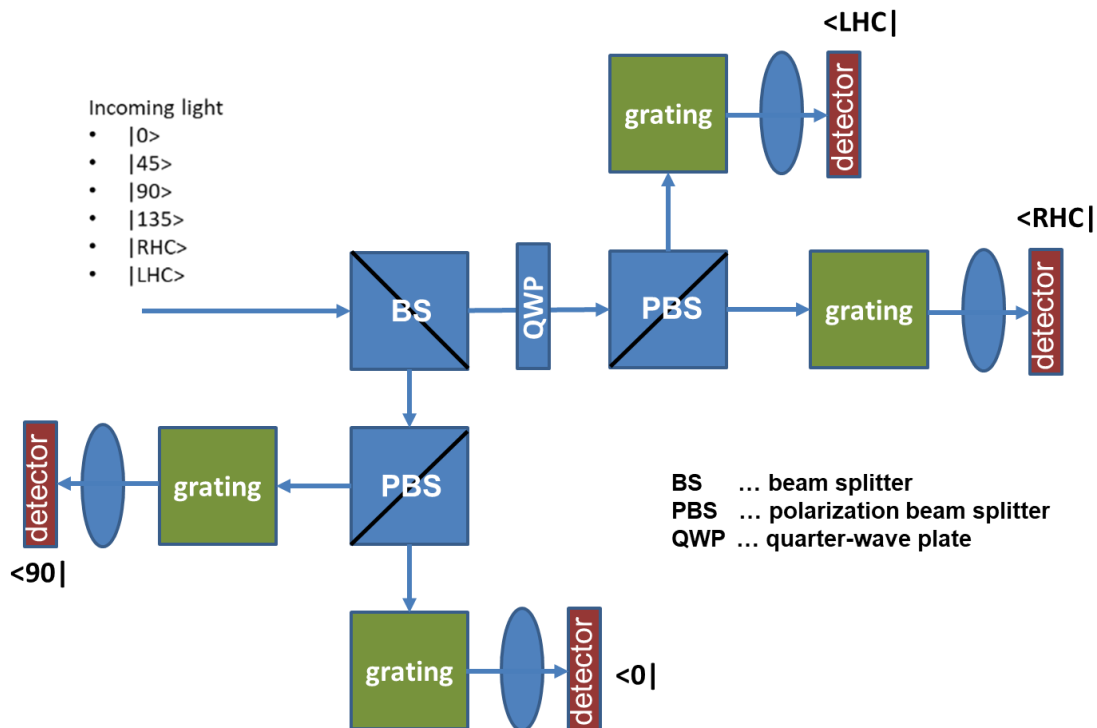 <LHC|
Incoming light
• |0>
• |45>
• |90>
• |135>
• |RHC>
• |LHC>
grating
detector
<RHC|
BS
QWP
PBS
grating
detector
detector
grating
PBS
<90|
BS ... beam splitter
PBS ... polarization beam splitter
QWP ... quarter-wave plate
grating
detector
<0|